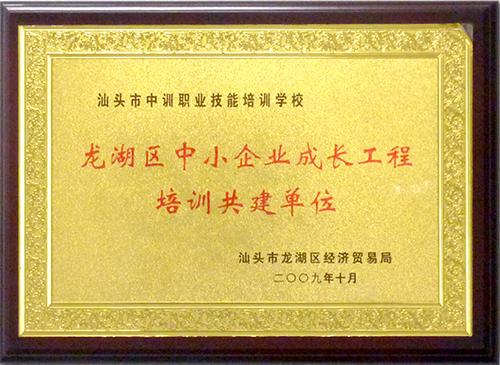 汕头市中训职业技能培训学校
龙湖区中小企业成长工程
培训共建单位
汕头市龙湖区经济贸易局
二〇〇九年十月